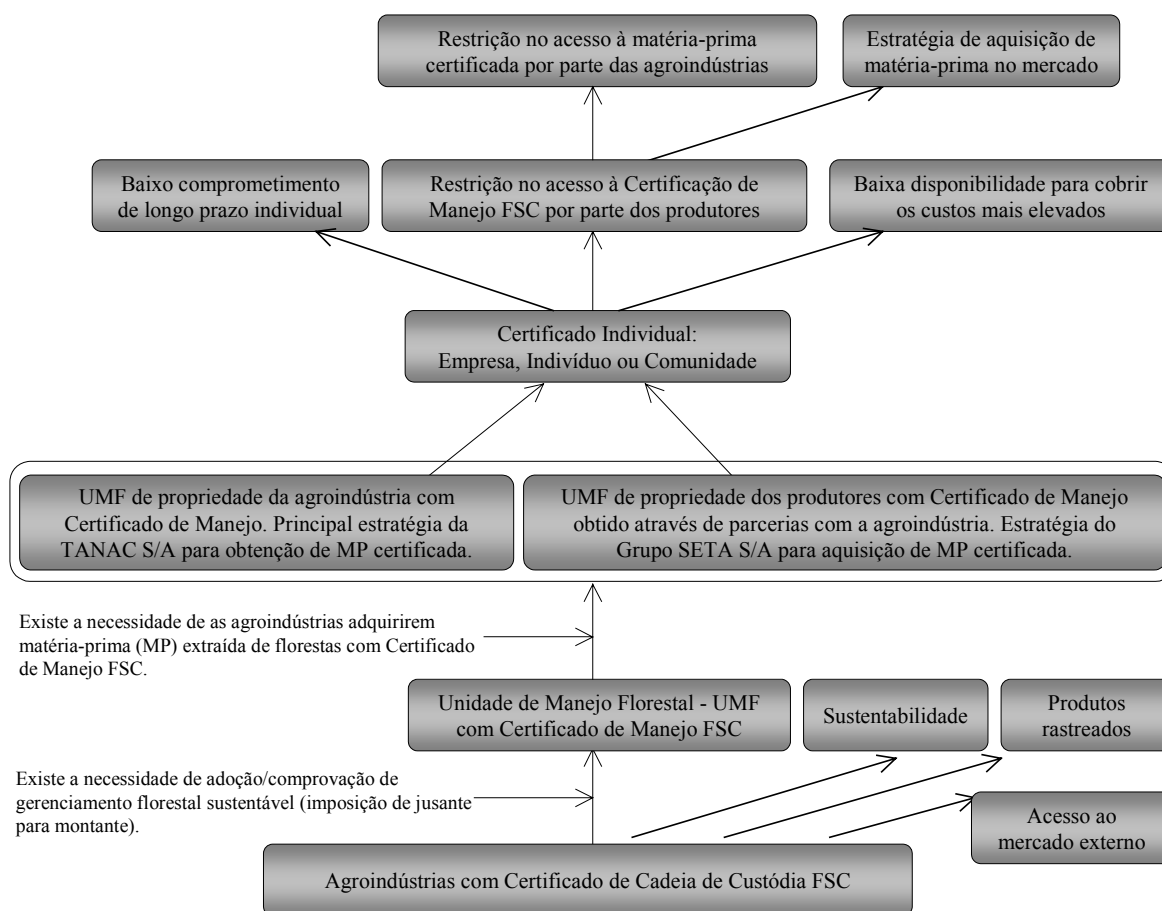 Restrição no acesso à matéria-prima
certificada por parte das agroindústrias
Estratégia de aquisição de
matéria-prima no mercado
Baixo comprometimento
de longo prazo individual
Restrição no acesso à Certificação de
Manejo FSC por parte dos produtores
Baixa disponibilidade para cobrir
os custos mais elevados
Certificado Individual:
Empresa, Indivíduo ou Comunidade
UMF de propriedade da agroindústria com
Certificado de Manejo. Principal estratégia da
TANAC S/A para obtenção de MP certificada.
UMF de propriedade dos produtores com Certificado de Manejo
obtido através de parcerias com a agroindústria. Estratégia do
Grupo SETA S/A para aquisição de MP certificada.
Existe a necessidade de as agroindústrias adquirirem
matéria-prima (MP) extraída de florestas com Certificado
de Manejo FSC.
Unidade de Manejo Florestal - UMF
com Certificado de Manejo FSC
Sustentabilidade
Produtos
rastreados
Existe a necessidade de adoção/comprovação de
gerenciamento florestal sustentável (imposição de jusante
para montante).
Acesso ao
mercado externo
Agroindústrias com Certificado de Cadeia de Custódia FSC